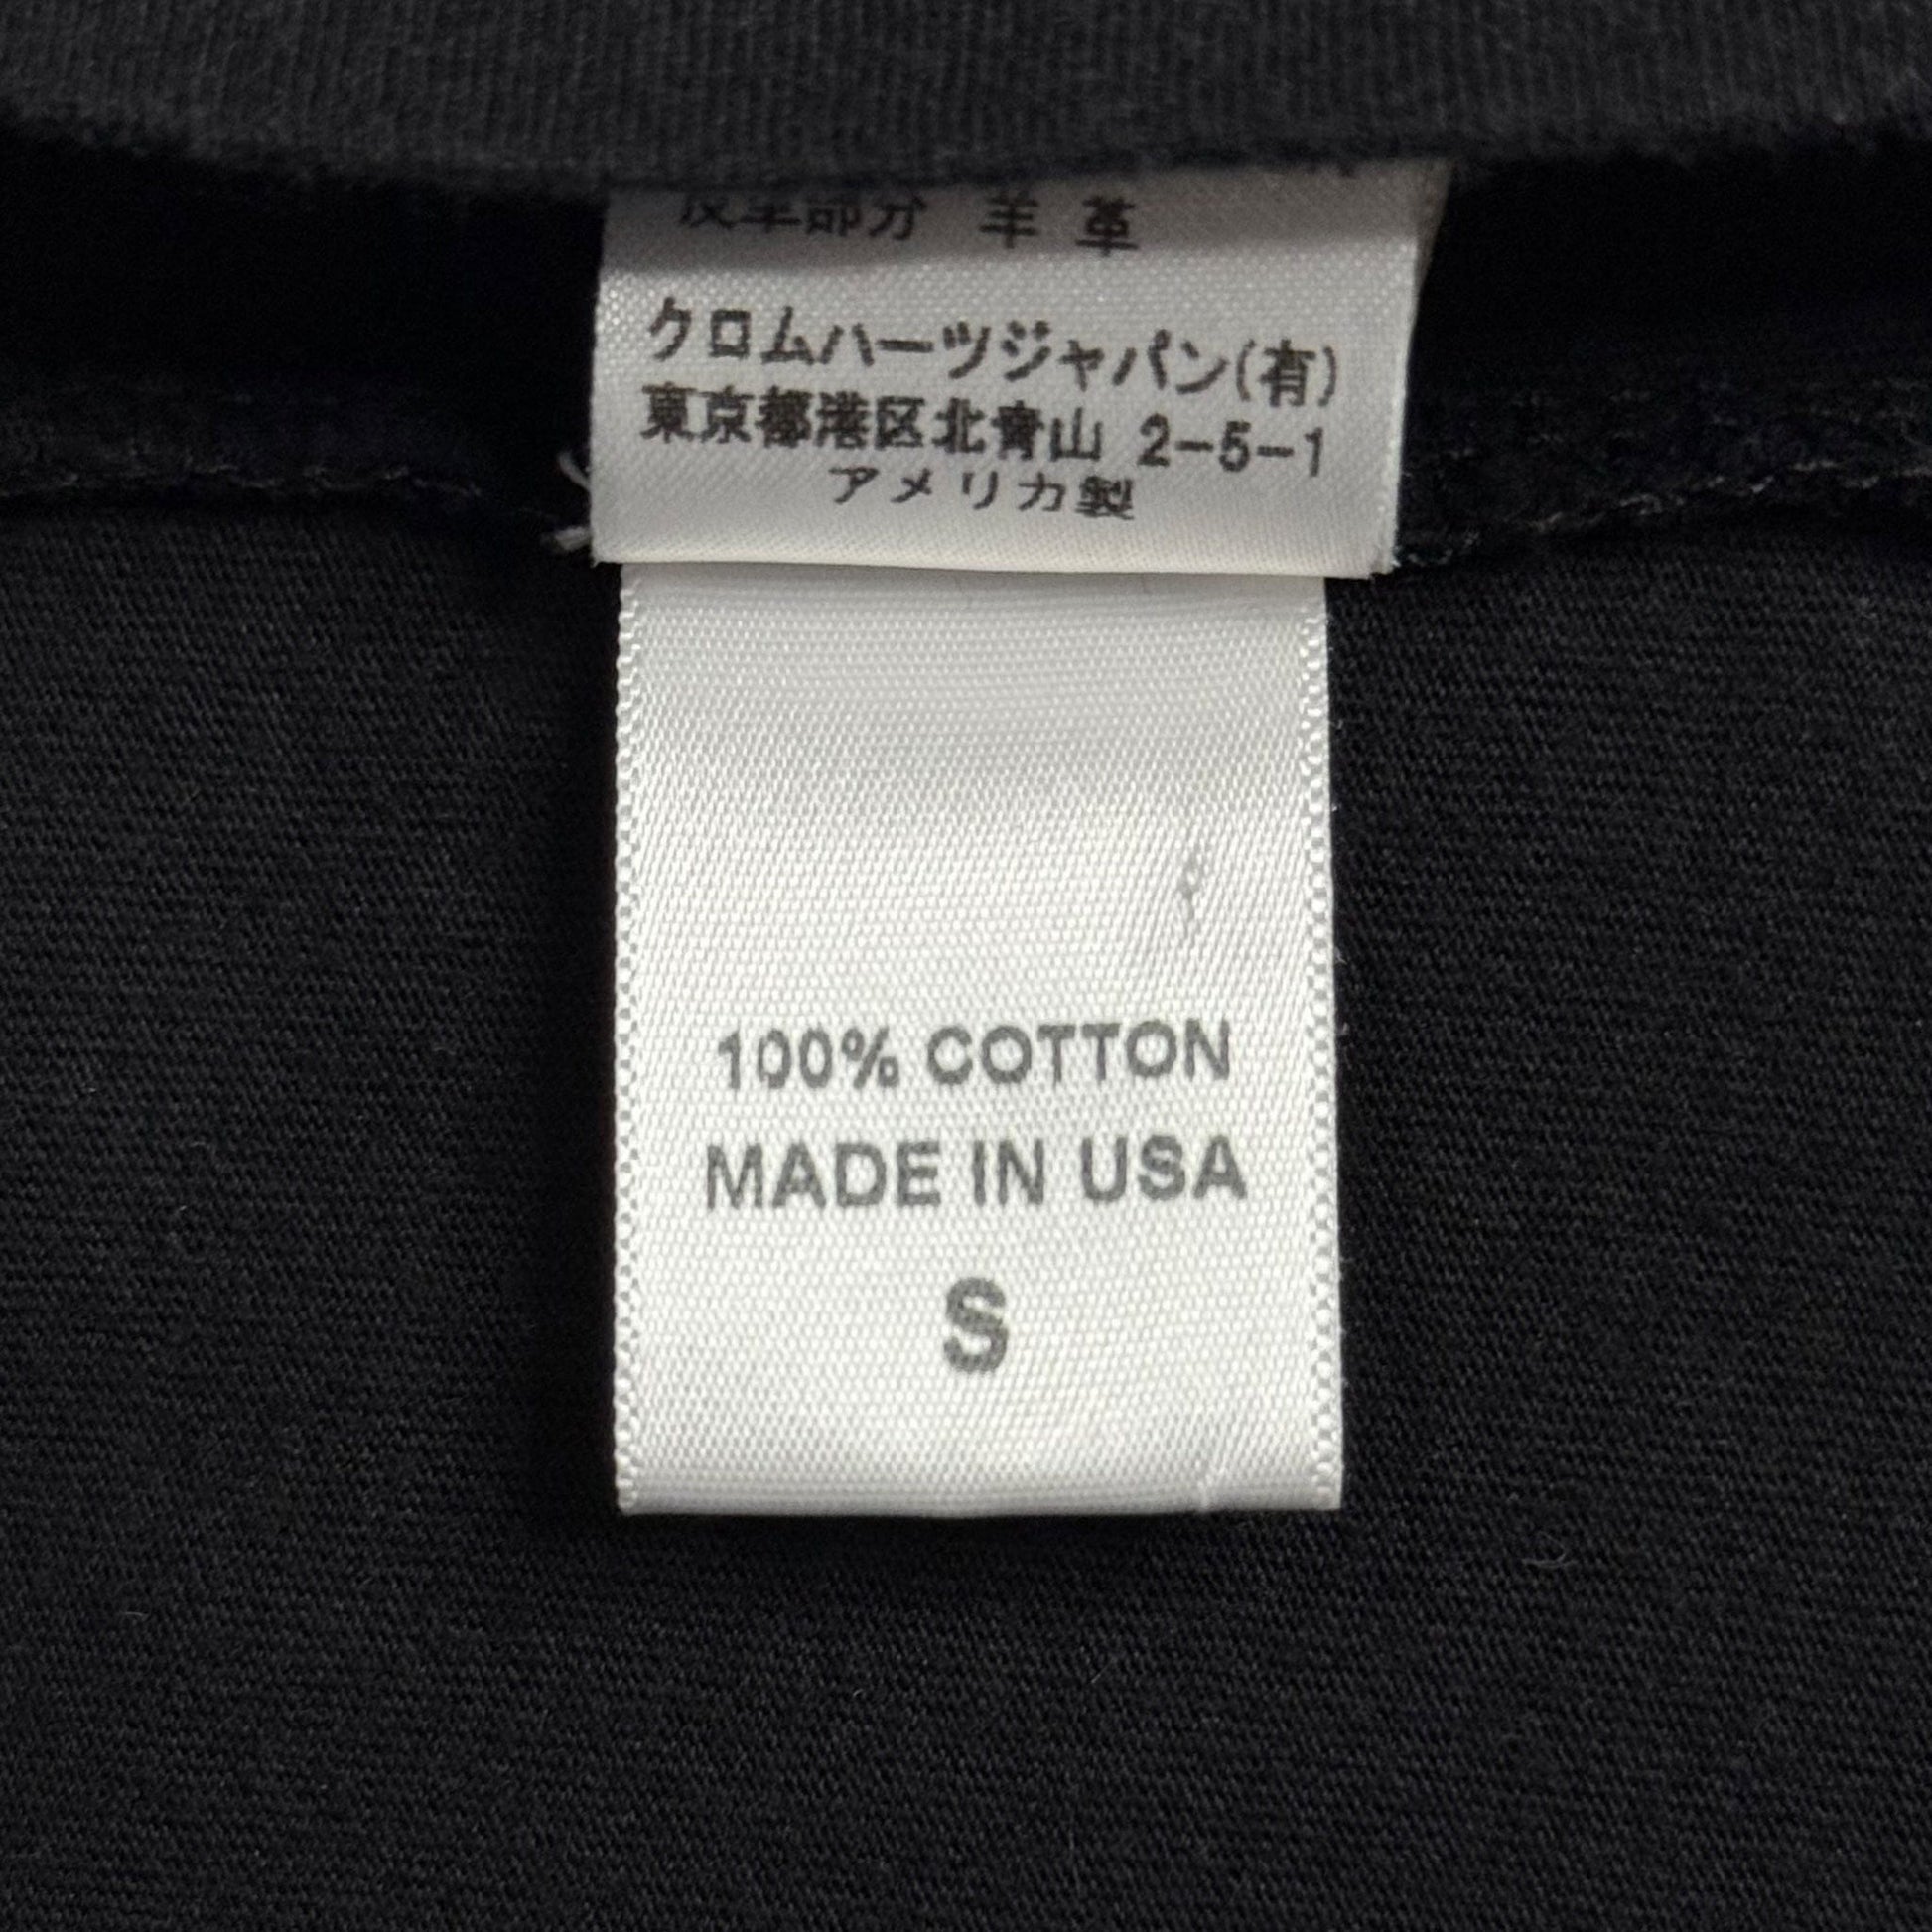 皮革部分 羊 革
クロムハーツジャパン(有)
東京都港区北青山 2-5-1
アメリカ製
100% COTTON
MADE IN USA
S